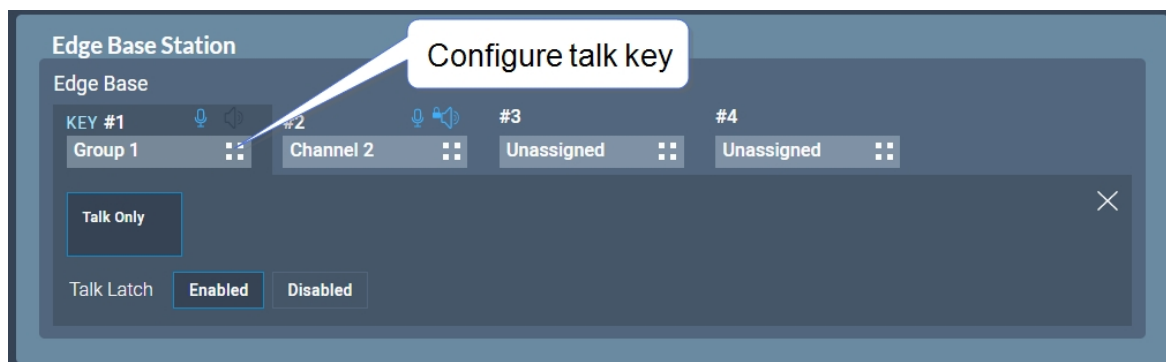 Edge Base Station
Configure talk key
Edge Base
KEY #1
#2
#3
#4
Group 1
Channel 2
Unassigned
Unassigned
Talk Only
Talk Latch
Enabled
Disabled